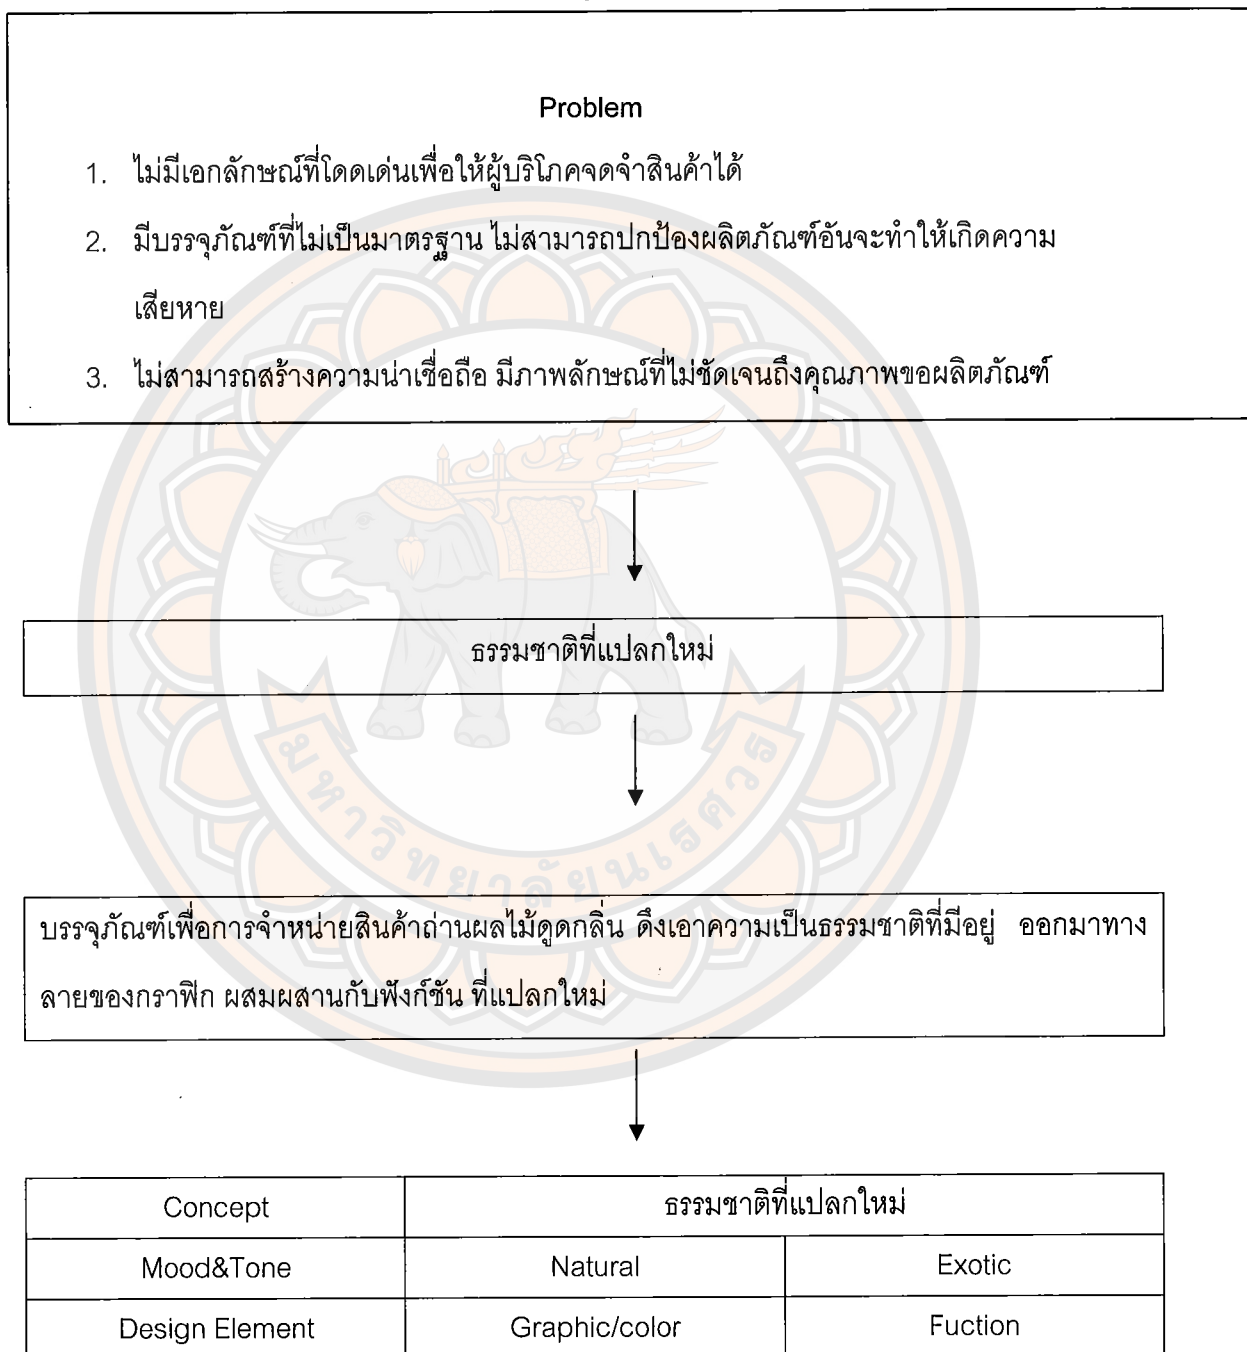 Problem
1. ไม่มีเอกลักษณ์ที่โดดเด่นเพื่อให้ผู้บริโภคจดจำสินค้าได้
2. มีบรรจุภัณฑ์ที่ไม่เป็นมาตรฐาน ไม่สามารถปกป้องผลิตภัณฑ์อันจะทำให้เกิดความ
เสียหาย
3. ไม่สามารถสร้างความน่าเชื่อถือ มีภาพลักษณ์ที่ไม่ชัดเจนถึงคุณภาพขอผลิตภัณฑ์
ธรรมชาติที่แปลกใหม่
มหาวิทยาลัยนเรศวร
บรรจุภัณฑ์เพื่อการจำหน่ายสินค้าถ่านผลไม้ดูดกลิ่น ดึงเอาความเป็นธรรมชาติที่มีอยู่ ออกมาทาง
ลายของกราฟิก ผสมผสานกับฟังก์ชัน ที่แปลกใหม่
Concept ธรรมชาติที่แปลกใหม่
Mood&Tone Natural Exotic
Design Element Graphic/color Fuction